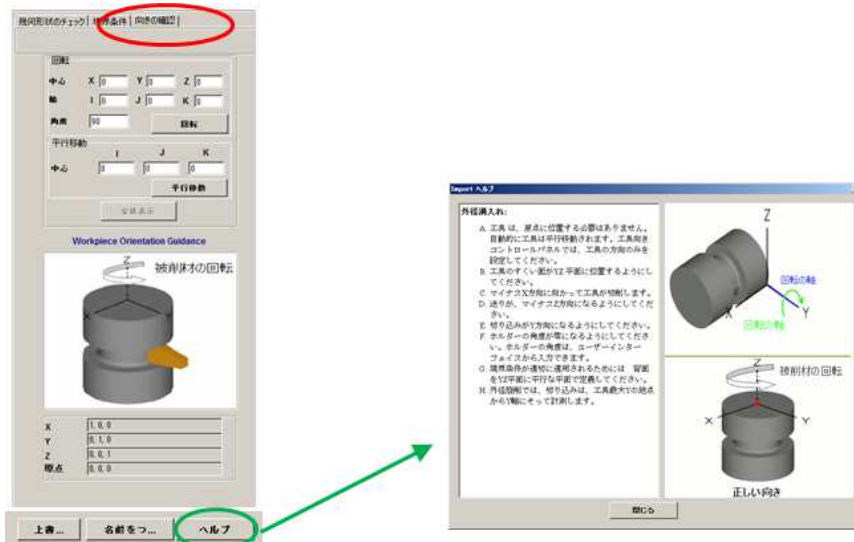 幾何形状のチェック 境界条件 向きの確認
回転
中心 X 0 Y 0 Z 0
軸 I 0 J 0 K 0
角度 90 回転
平行移動
I J K
中心 0 0 0
平行移動
全体表示
Workpiece Orientation Guidance
Z
被削材の回転
X Y
X 1, 0, 0
Y 0, 1, 0
Z 0, 0, 1
原点 0, 0, 0
上書... 名前をつ... ヘルプ
Import ヘルプ
外径溝入れ:
A. 工具 は、原点に位置する必要はありません。
自動的に工具は平行移動されます。工具向き
コントロールパネルでは、工具の方向のみを
設定してください。
B. 工具のすくい面がYZ 平面に位置するようにし
てください。
C. マイナスX方向に向かって工具が切削します。
D. 送りが、マイナスZ方向になるようにしてくだ
さい。
E. 切り込みがY方向になるようにしてください。
F. ホルダーの角度が零になるようにしてくださ
い。ホルダーの角度は、ユーザーインター
フェイスから入力できます。
G. 境界条件が適切に適用されるためには 背面
をYZ平面に平行な平面で定義してください。
H. 外径旋削では、切り込みは、工具最大Yの地点
からY軸にそって計測します。
Z
回転の軸
X Y
回転の軸
Z
被削材の回転
X Y
正しい向き
閉じる